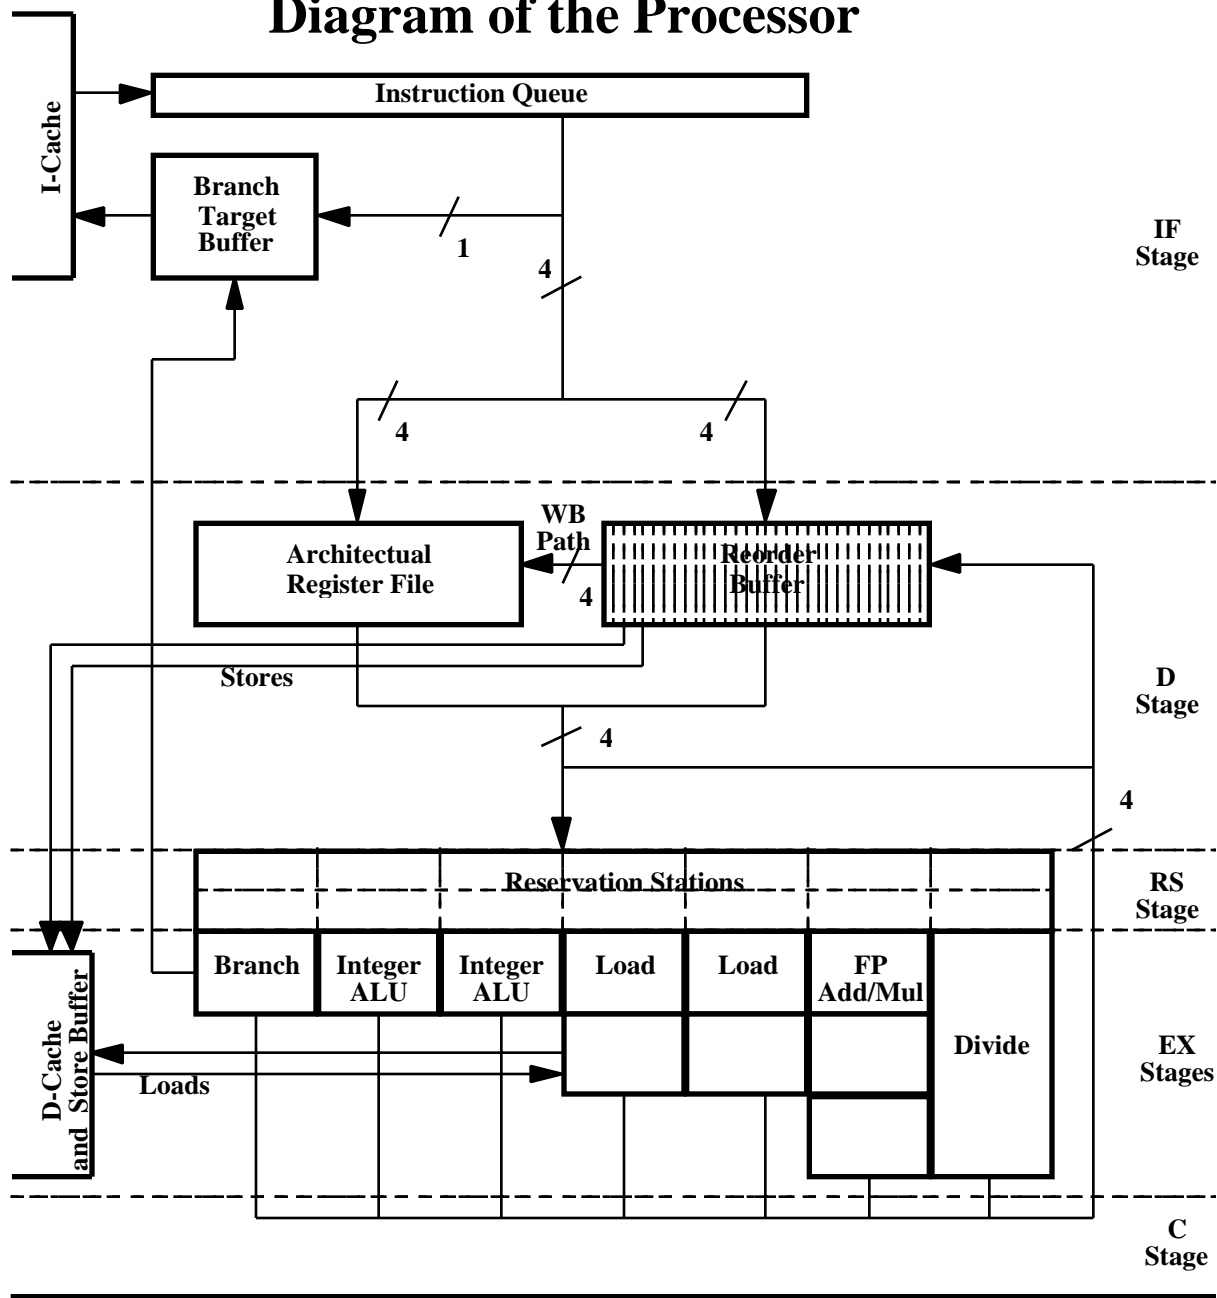 Diagram of the Processor
Instruction Queue
I-Cache
Branch
Target
Buffer
1
4
IF
Stage
4
4
WB
Path
Architectual
Register File
Reorder
Buffer
4
Stores
D
Stage
4
4
Reservation Stations
RS
Stage
Branch
Integer
ALU
Integer
ALU
Load
Load
FP
Add/Mul
Divide
D-Cache
and Store Buffer
Loads
EX
Stages
C
Stage